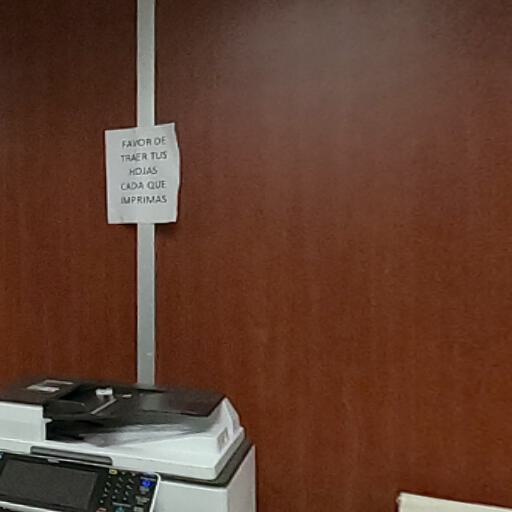 FAVOR DE
TRAER TUS
HOJAS
CADA QUE
IMPRIMAS